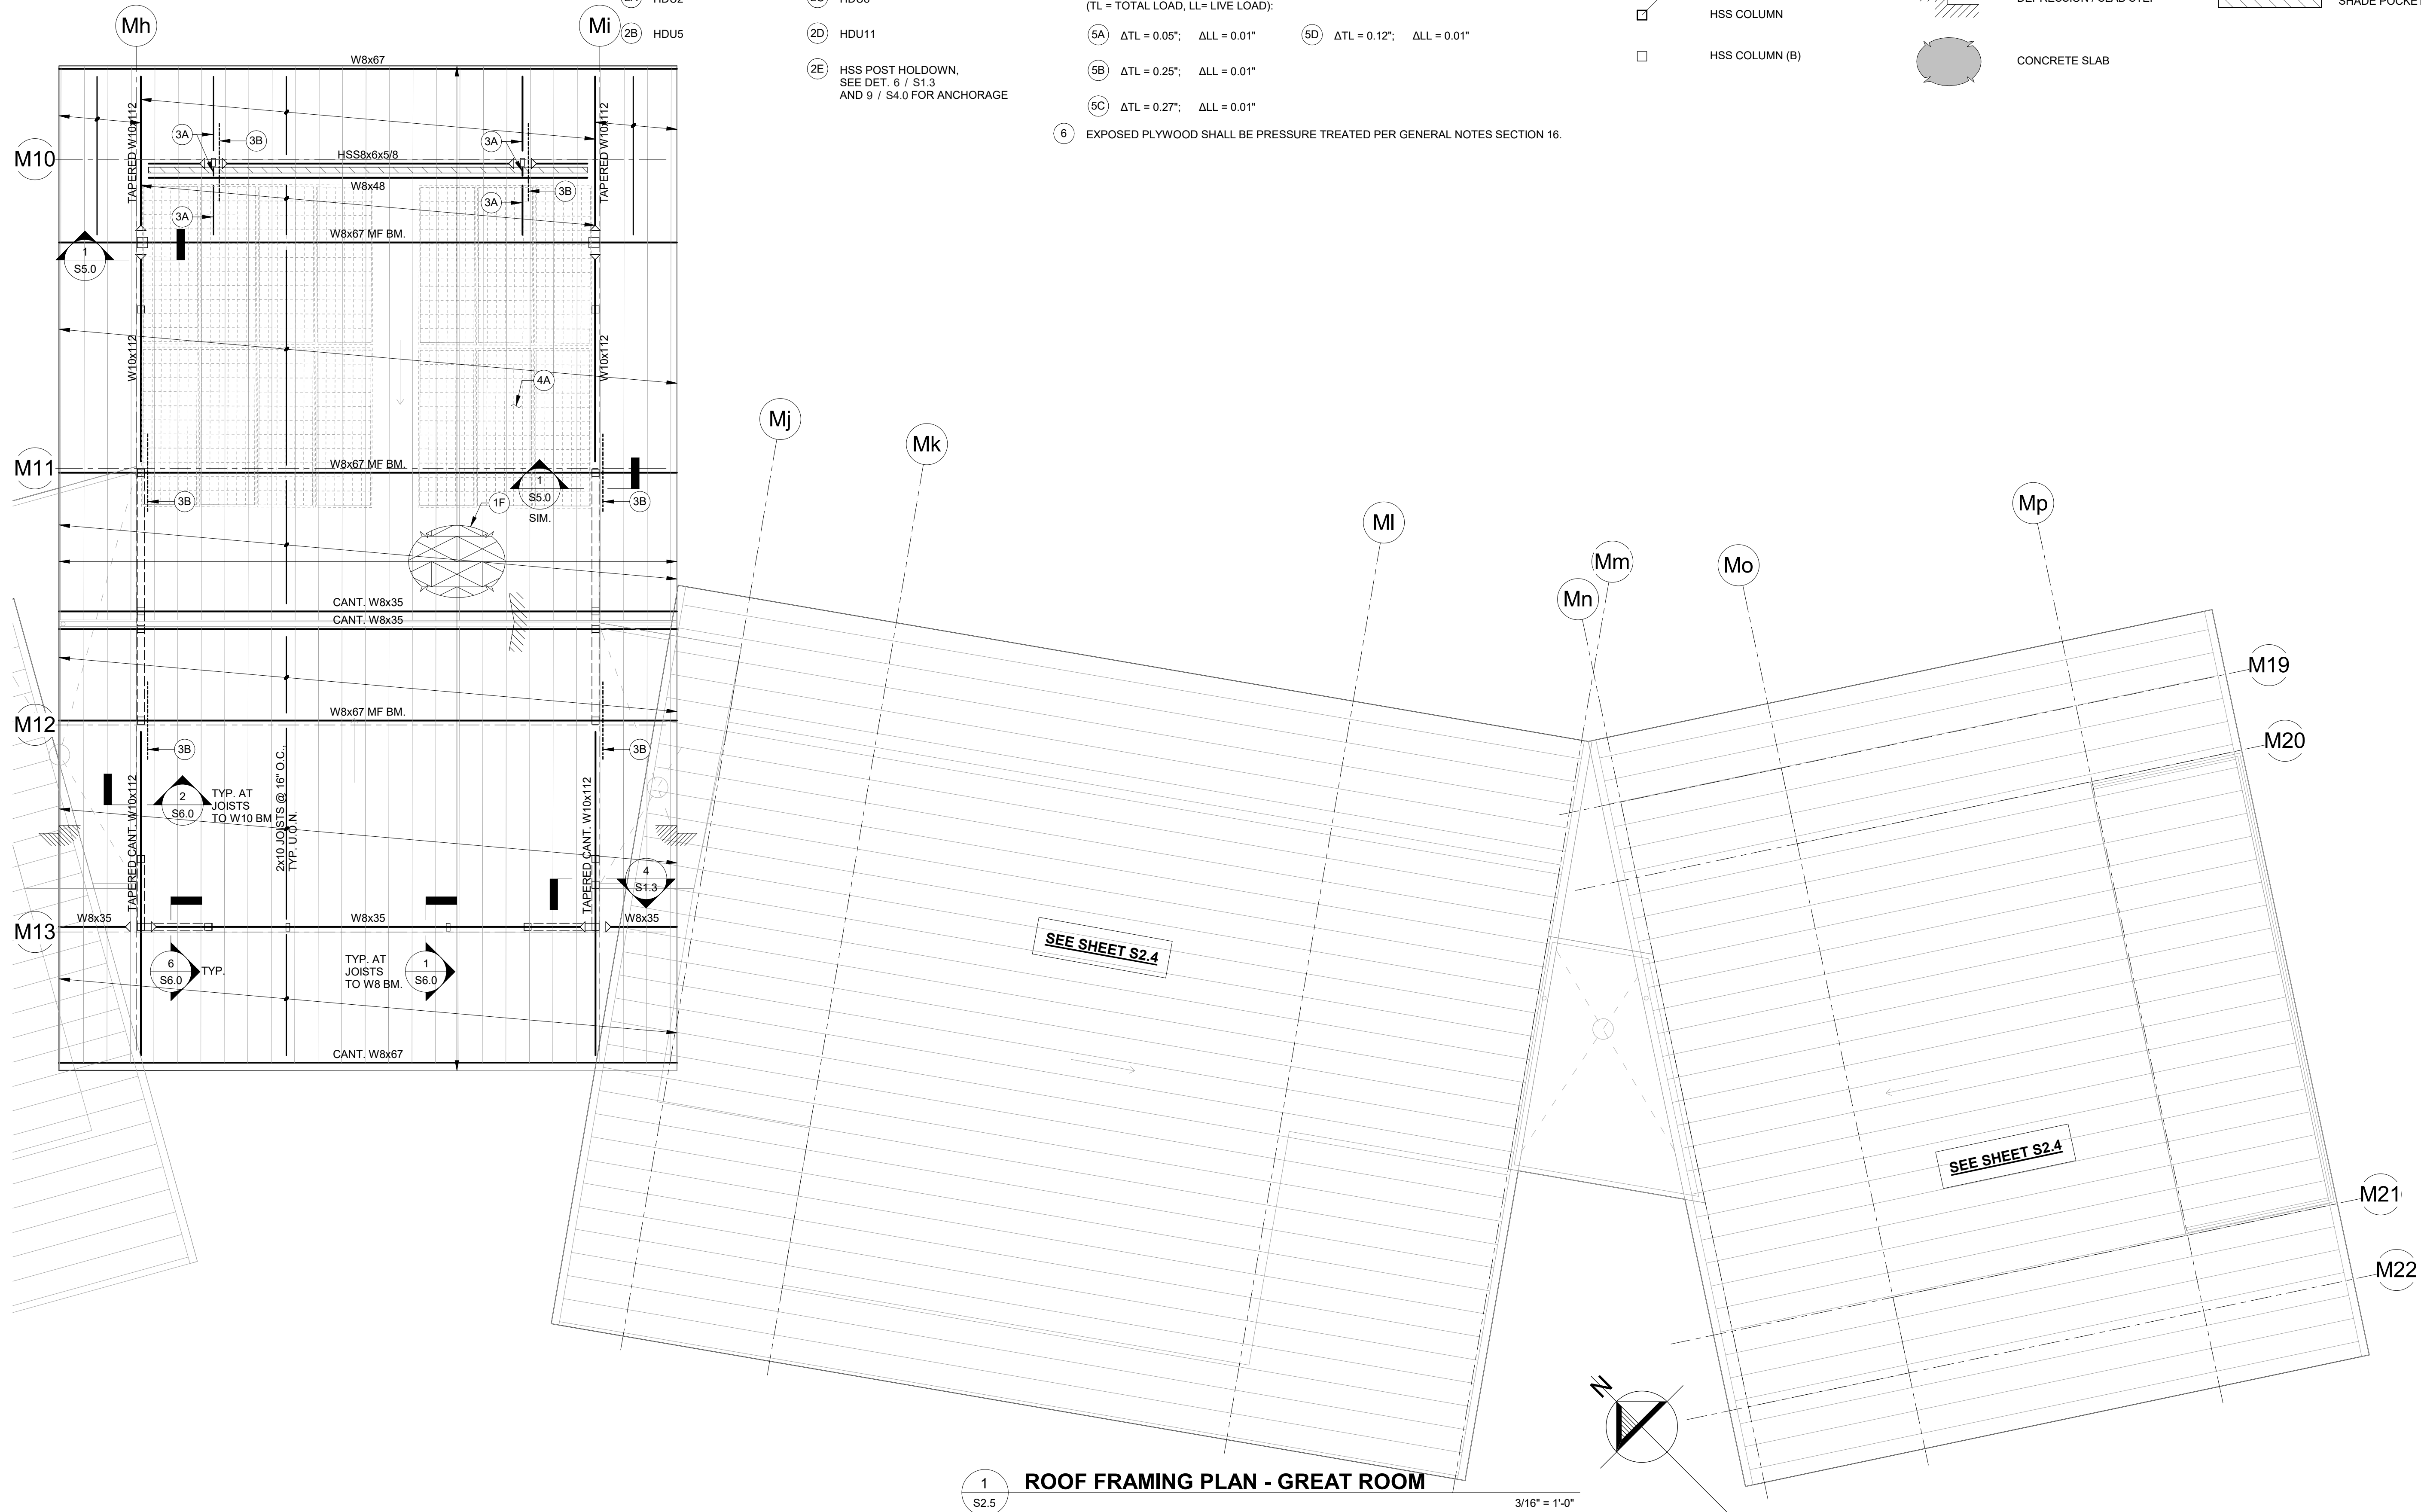 2A HDU2
2B HDU5
2D HDU11
2E HSS POST HOLDOWN,
SEE DET. 6 / S1.3
AND 9 / S4.0 FOR ANCHORAGE
(TL = TOTAL LOAD, LL= LIVE LOAD):
5A ΔTL = 0.05"; ΔLL = 0.01"
5D ΔTL = 0.12"; ΔLL = 0.01"
5B ΔTL = 0.25"; ΔLL = 0.01"
5C ΔTL = 0.27"; ΔLL = 0.01"
6 EXPOSED PLYWOOD SHALL BE PRESSURE TREATED PER GENERAL NOTES SECTION 16.
HSS COLUMN
HSS COLUMN (B)
CONCRETE SLAB
SHADE POCKET
Mh
Mi
W8x67
TAPERED W10x112
TAPERED W10x112
3A
3B
3A
M10
HSS8x6x5/8
W8x48
3B
3A
3A
W8x67 MF BM.
1
S5.0
W10x112
W10x112
4A
Mj
Mk
Ml
Mm
Mn
Mo
Mp
M11
W8x67 MF BM.
1
S5.0
SIM.
3B
1F
3B
CANT. W8x35
CANT. W8x35
M19
M20
M12
W8x67 MF BM.
3B
3B
2
S6.0
TYP. AT
JOISTS
TO W10 BM
TAPERED CANT. W10x112
2x10 JOISTS @ 16" O.C.,
TYP. U.O.N.
TAPERED CANT. W10x112
4
S1.3
M13
W8x35
W8x35
W8x35
6
S6.0
TYP.
TYP. AT
JOISTS
TO W8 BM.
1
S6.0
CANT. W8x67
SEE SHEET S2.4
SEE SHEET S2.4
M21
M22
N
1
S2.5
ROOF FRAMING PLAN - GREAT ROOM
3/16" = 1'-0"